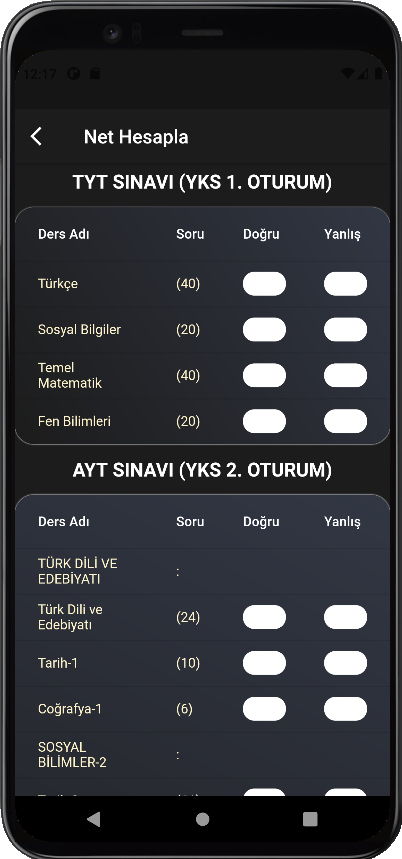 12:17
Net Hesapla
TYT SINAVI (YKS 1. OTURUM)
Ders Adı Soru Doğru Yanlış
Türkçe (40)
Sosyal Bilgiler (20)
Temel
Matematik (40)
Fen Bilimleri (20)
AYT SINAVI (YKS 2. OTURUM)
Ders Adı Soru Doğru Yanlış
TÜRK DİLİ VE
EDEBİYATI :
Türk Dili ve
Edebiyatı (24)
Tarih-1 (10)
Coğrafya-1 (6)
SOSYAL
BİLİMLER-2 :